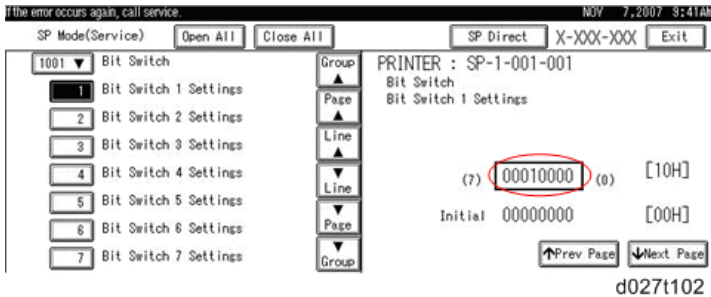 f the error occurs again, call service. NOV 7,2007 9:41AM
SP Mode(Service) Open All Close All SP Direct X-XXX-XXX Exit
1001 ▼ Bit Switch
1 Bit Switch 1 Settings
2 Bit Switch 2 Settings
3 Bit Switch 3 Settings
4 Bit Switch 4 Settings
5 Bit Switch 5 Settings
6 Bit Switch 6 Settings
7 Bit Switch 7 Settings
Group
▲
Page
▲
Line
▲
▼
Line
▼
Page
▼
Group
PRINTER : SP-1-001-001
Bit Switch
Bit Switch 1 Settings
(7) 00010000 (0) [10H]
Initial 00000000 [00H]
↑Prev Page ↓Next Page
d027t102